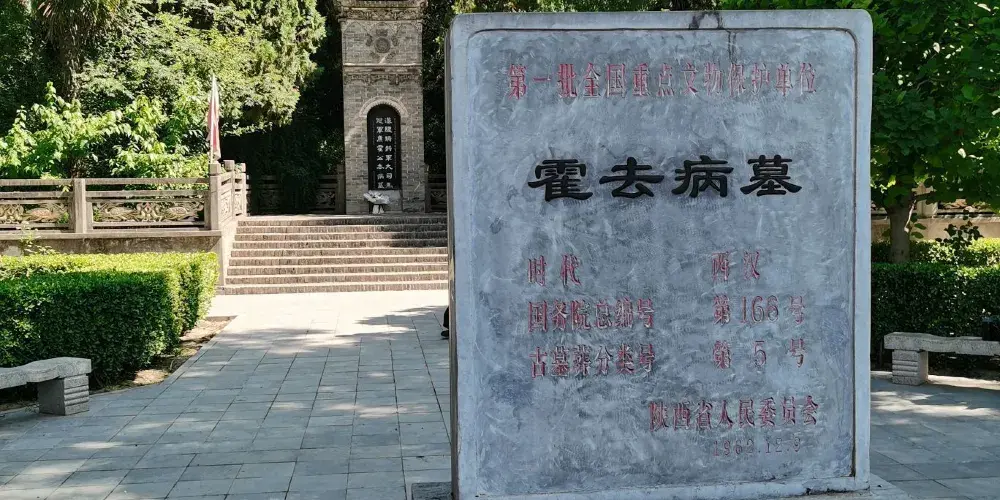 第一批全国重点文物保护单位
霍去病墓
时代 西汉
国务院总编号 第168号
古墓葬分类号 第5号
陕西省人民委员会